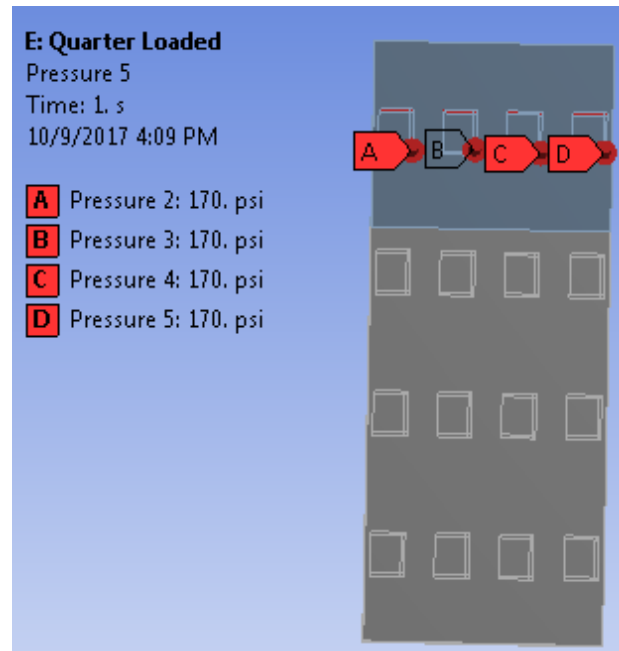 E: Quarter Loaded
Pressure 5
Time: 1. s
10/9/2017 4:09 PM
A Pressure 2: 170. psi
B Pressure 3: 170. psi
C Pressure 4: 170. psi
D Pressure 5: 170. psi
A B C D